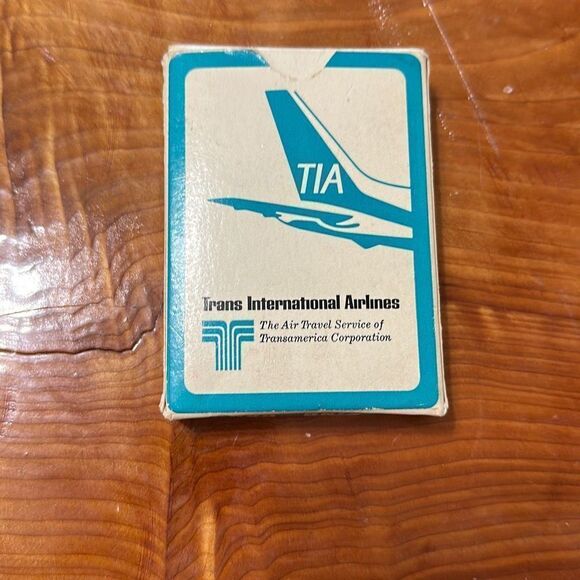 TIA
Trans International Airlines
The Air Travel Service of
Transamerica Corporation